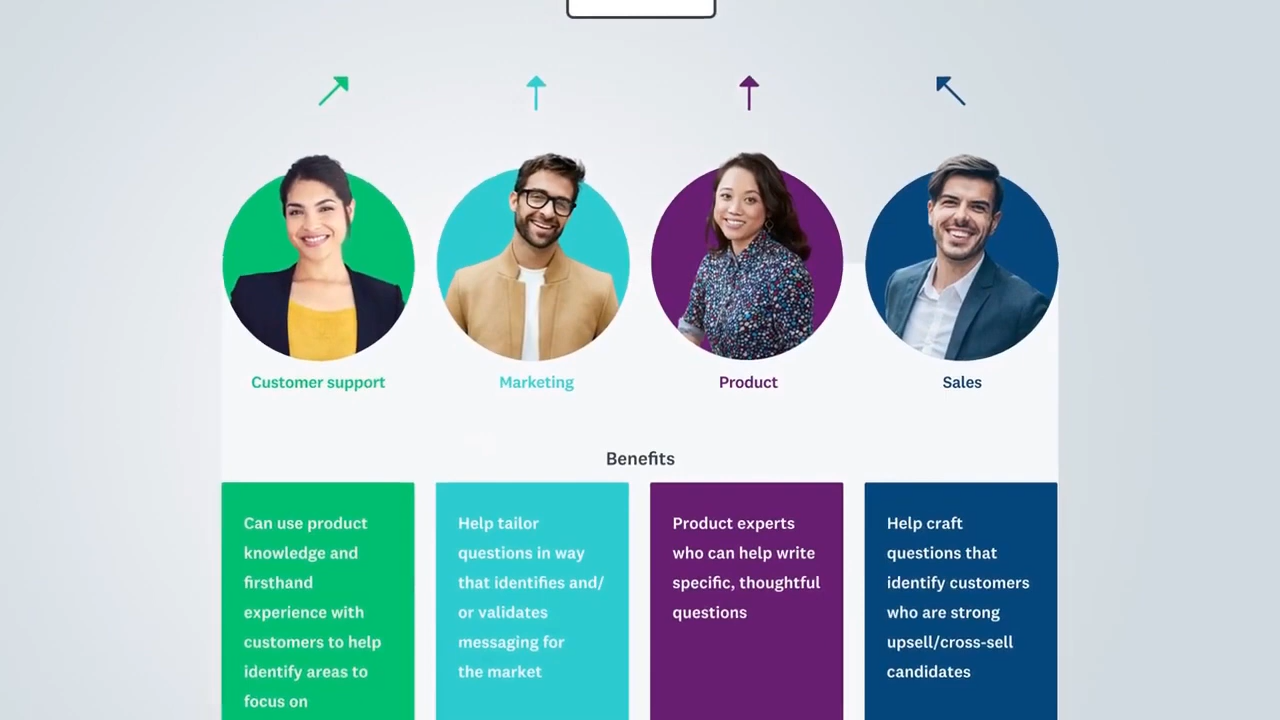 Customer support
Marketing
Product
Sales
Benefits
Can use product
knowledge and
firsthand
experience with
customers to help
identify areas to
focus on
Help tailor
questions in way
that identifies and/
or validates
messaging for
the market
Product experts
who can help write
specific, thoughtful
questions
Help craft
questions that
identify customers
who are strong
upsell/cross-sell
candidates